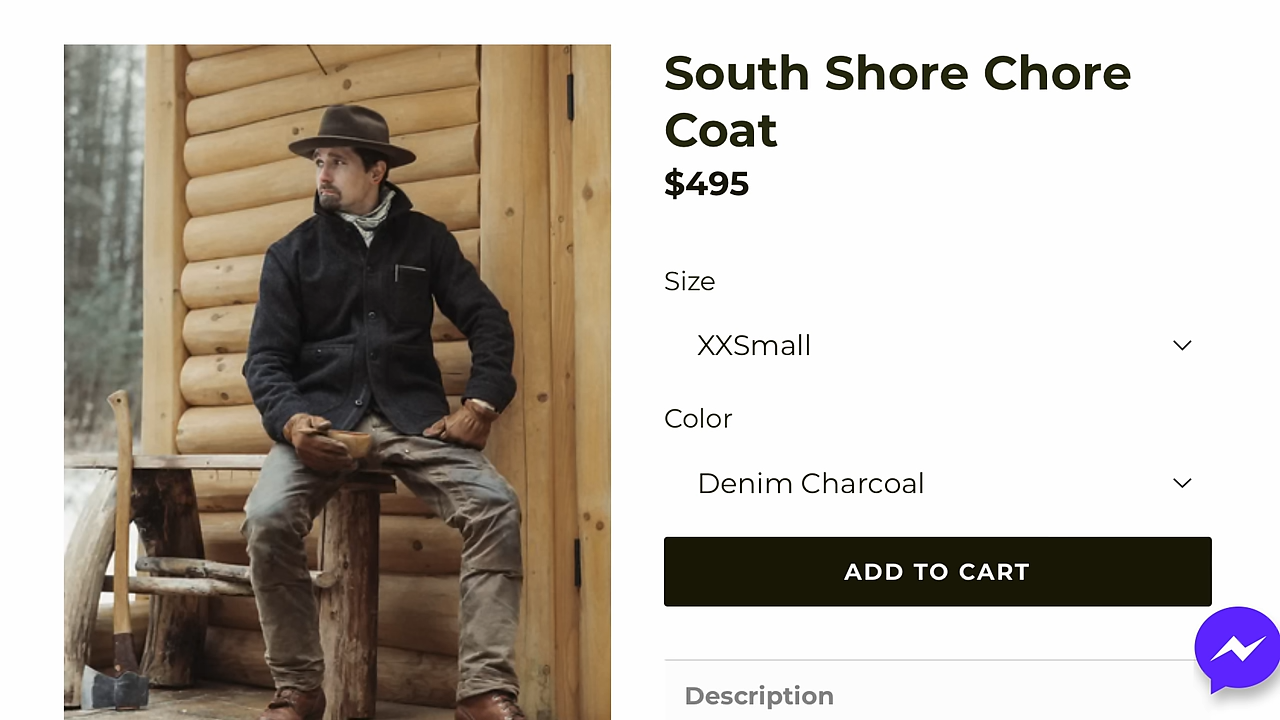 South Shore Chore
Coat
$495
Size
XXSmall
Color
Denim Charcoal
ADD TO CART
Description